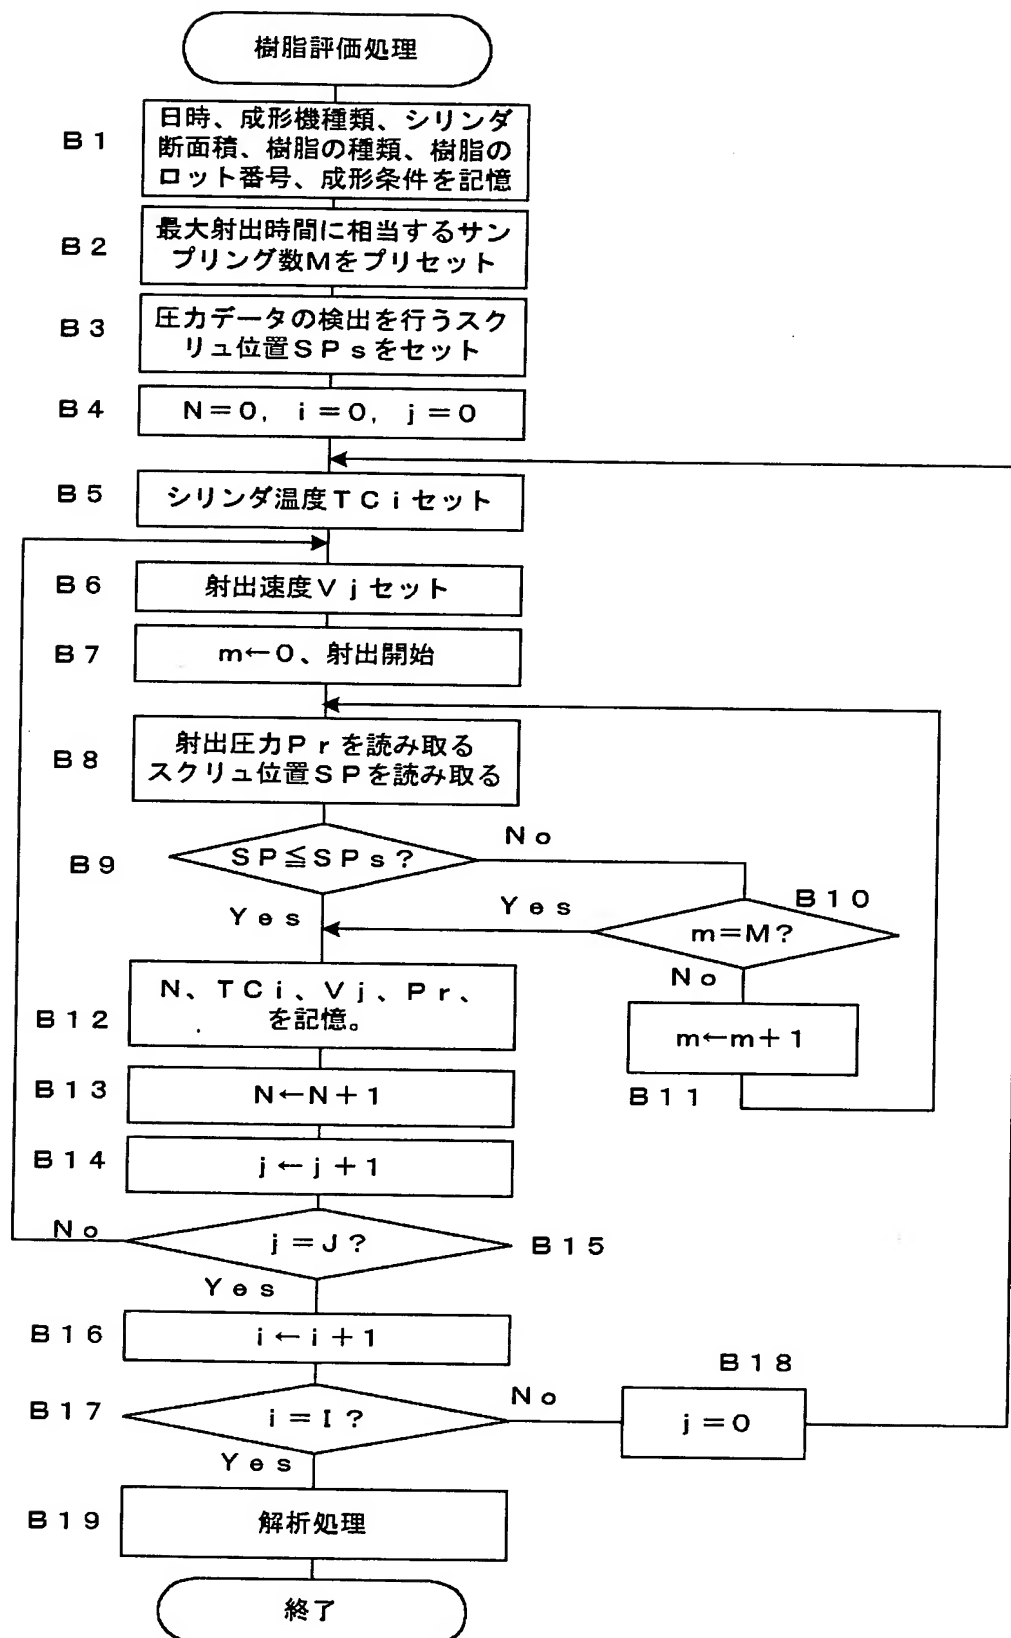 樹脂評価処理
B1
日時、成形機種類、シリンダ
断面積、樹脂の種類、樹脂の
ロット番号、成形条件を記憶
B2
最大射出時間に相当するサン
プリング数Mをプリセット
B3
圧力データの検出を行うスク
リュ位置SPsをセット
B4
N=0, i=0, j=0
B5
シリンダ温度TCiセット
B6
射出速度Vjセット
B7
m←0、射出開始
B8
射出圧力Prを読み取る
スクリュ位置SPを読み取る
B9
SP≦SPs?
No
Yes
B10
m=M?
Yes
No
B11
m←m+1
B12
N、TCi、Vj、Pr、
を記憶。
B13
N←N+1
B14
j←j+1
B15
j=J?
No
Yes
B16
i←i+1
B17
i=I?
No
B18
j=0
Yes
B19
解析処理
終了